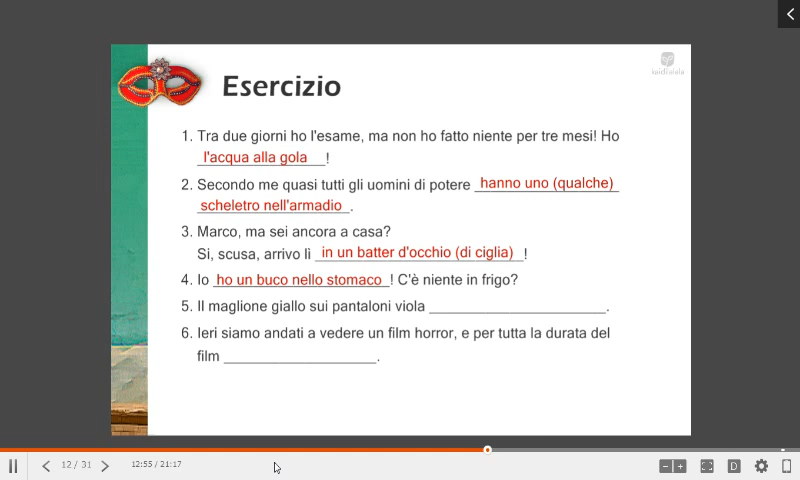 Esercizio
1. Tra due giorni ho l'esame, ma non ho fatto niente per tre mesi! Ho
l'acqua alla gola!
2. Secondo me quasi tutti gli uomini di potere hanno uno (qualche)
scheletro nell'armadio.
3. Marco, ma sei ancora a casa?
Si, scusa, arrivo lì in un batter d'occhio (di ciglia)!
4. Io ho un buco nello stomaco! C'è niente in frigo?
5. Il maglione giallo sui pantaloni viola ______________________.
6. Ieri siamo andati a vedere un film horror, e per tutta la durata del
film ___________________.
12 / 31
12:55 / 21:17
D